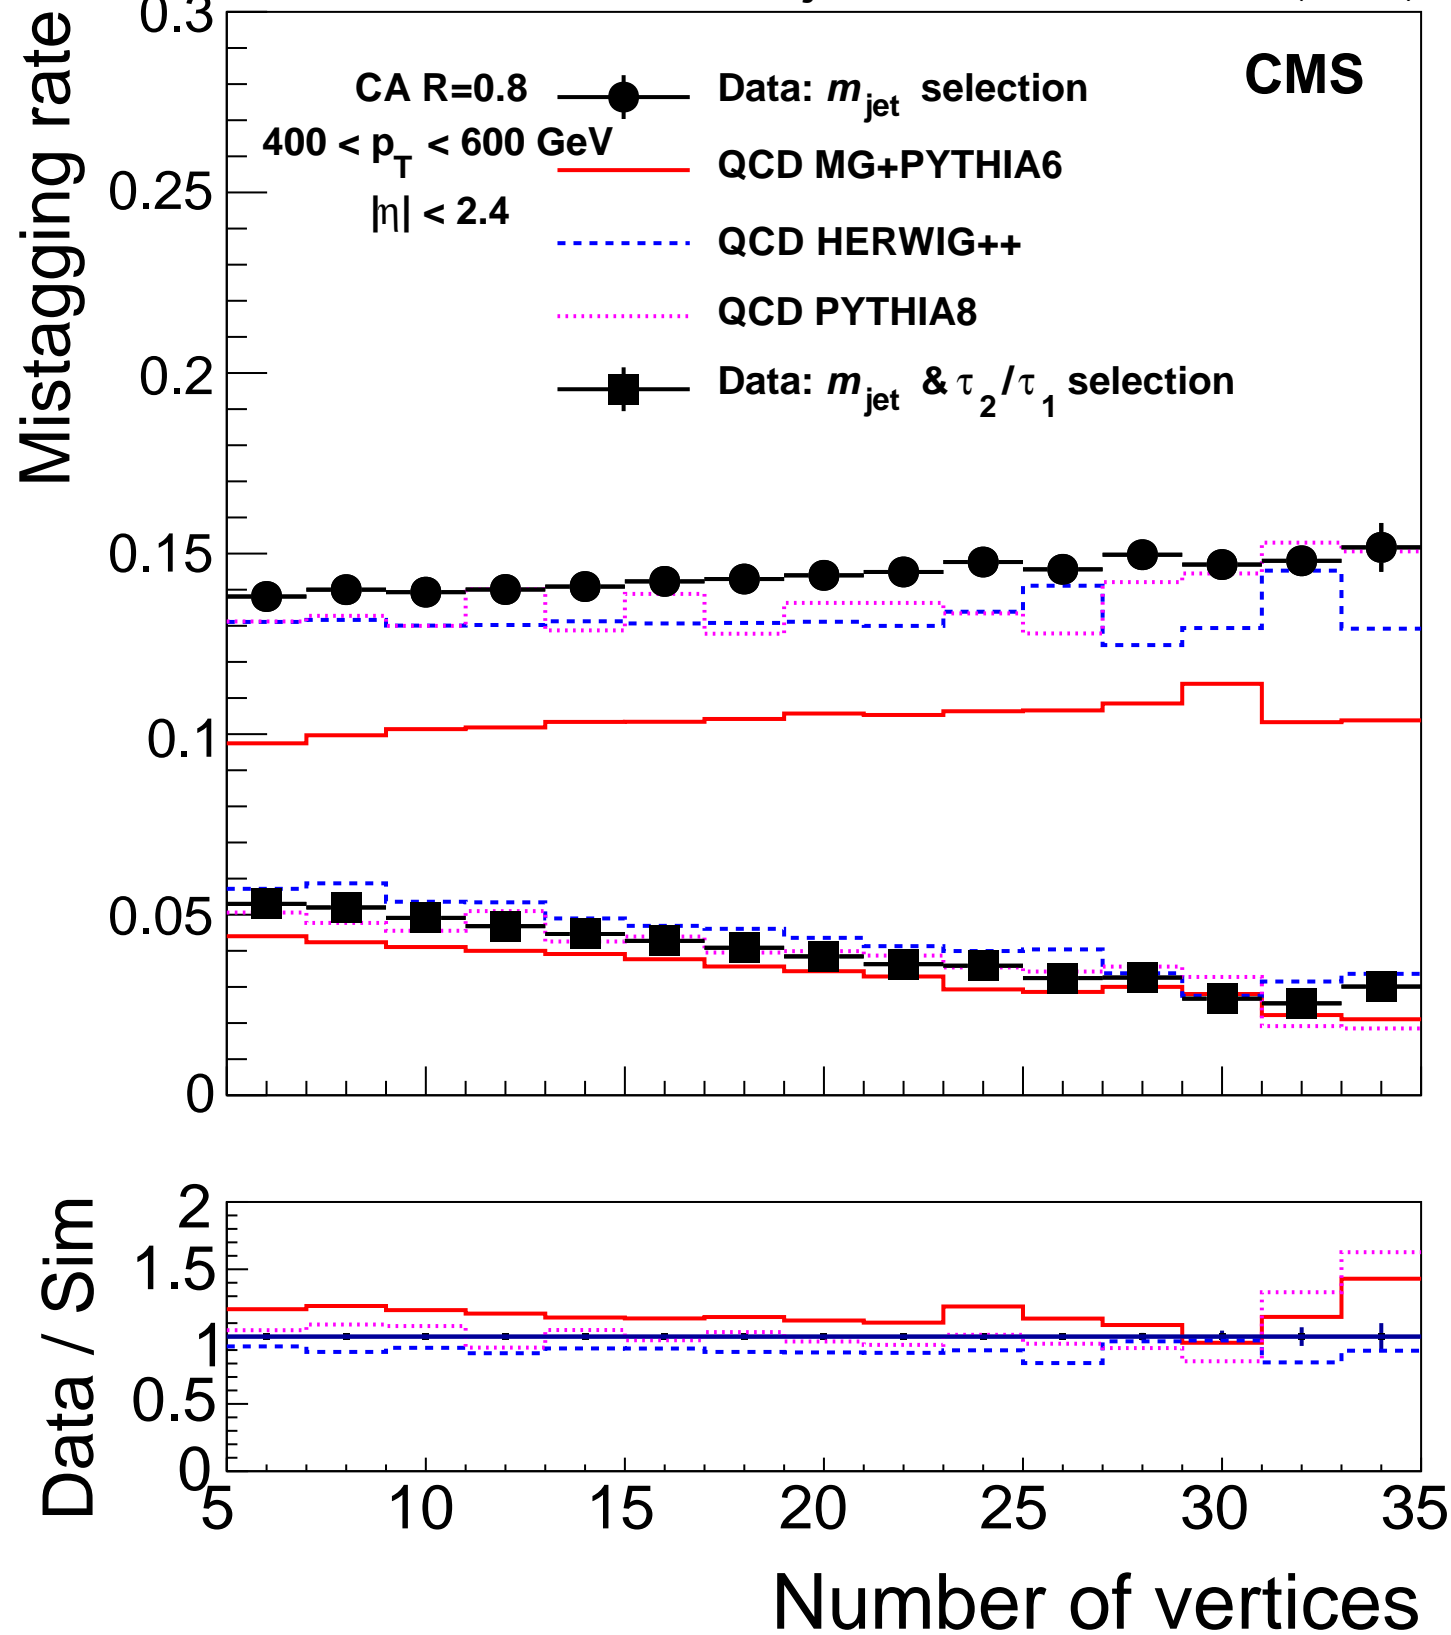 Mistagging rate
0.3
0.25
0.2
0.15
0.1
0.05
0
CMS
CA R=0.8
400 < p_T < 600 GeV
|η| < 2.4
Data: m_jet selection
QCD MG+PYTHIA6
QCD HERWIG++
QCD PYTHIA8
Data: m_jet & τ_2/τ_1 selection
Data / Sim
2
1.5
1
0.5
0
5 10 15 20 25 30 35
Number of vertices